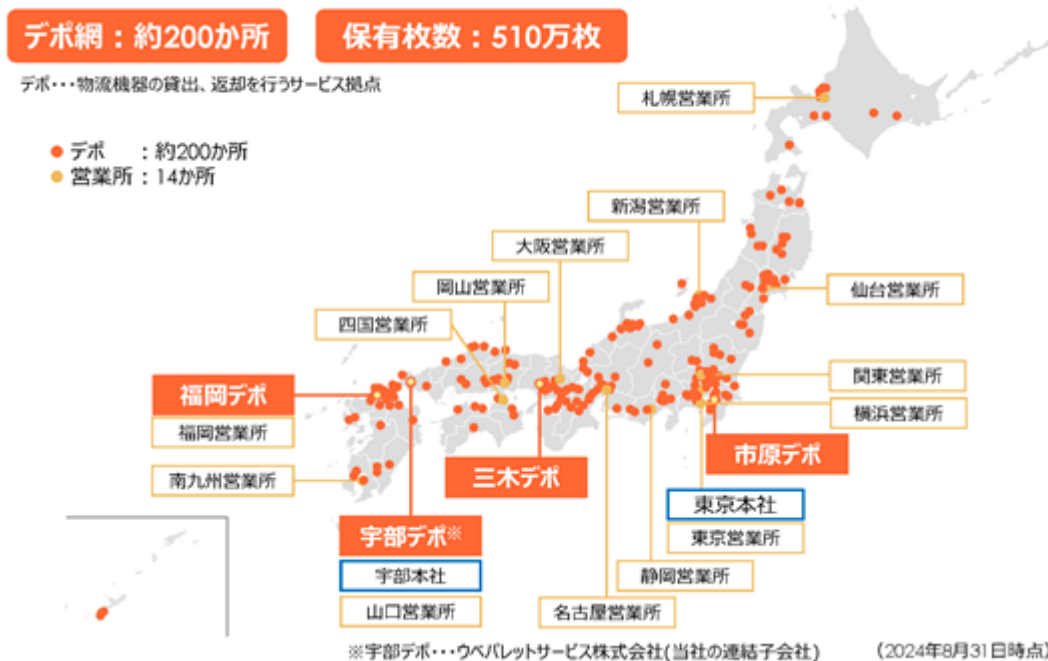 デポ網：約200か所
保有枚数：510万枚
デポ・・・物流機器の貸出、返却を行うサービス拠点
デポ　：約200か所
営業所：14か所
札幌営業所
新潟営業所
大阪営業所
岡山営業所
仙台営業所
四国営業所
関東営業所
福岡デポ
横浜営業所
福岡営業所
市原デポ
三木デポ
南九州営業所
東京本社
宇部デポ※
東京営業所
宇部本社
静岡営業所
山口営業所
名古屋営業所
※宇部デポ・・・ウベパレットサービス株式会社(当社の連結子会社)
(2024年8月31日時点)